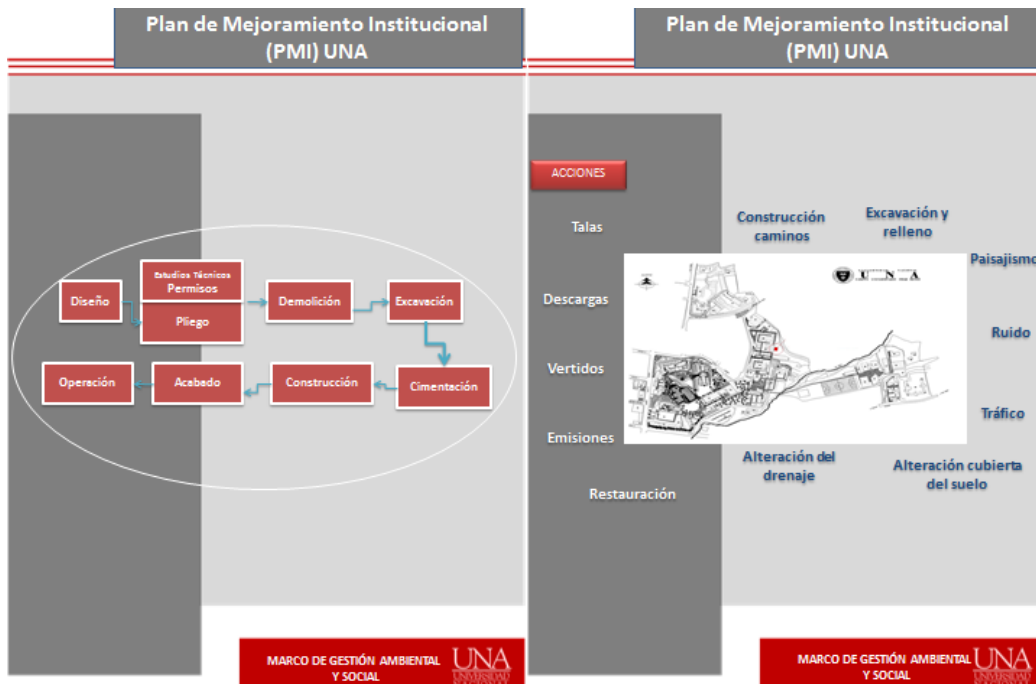 Plan de Mejoramiento Institucional
(PMI) UNA
Diseño
Estudios Técnicos
Permisos
Pliego
Demolición
Excavación
Operación
Acabado
Construcción
Cimentación
MARCO DE GESTIÓN AMBIENTAL
Y SOCIAL
UNA
UNIVERSIDAD
Plan de Mejoramiento Institucional
(PMI) UNA
ACCIONES
Talas
Descargas
Vertidos
Emisiones
Restauración
Construcción
caminos
Excavación y
relleno
Paisajismo
Ruido
Tráfico
Alteración del
drenaje
Alteración cubierta
del suelo
U N A
MARCO DE GESTIÓN AMBIENTAL
Y SOCIAL
UNA
UNIVERSIDAD